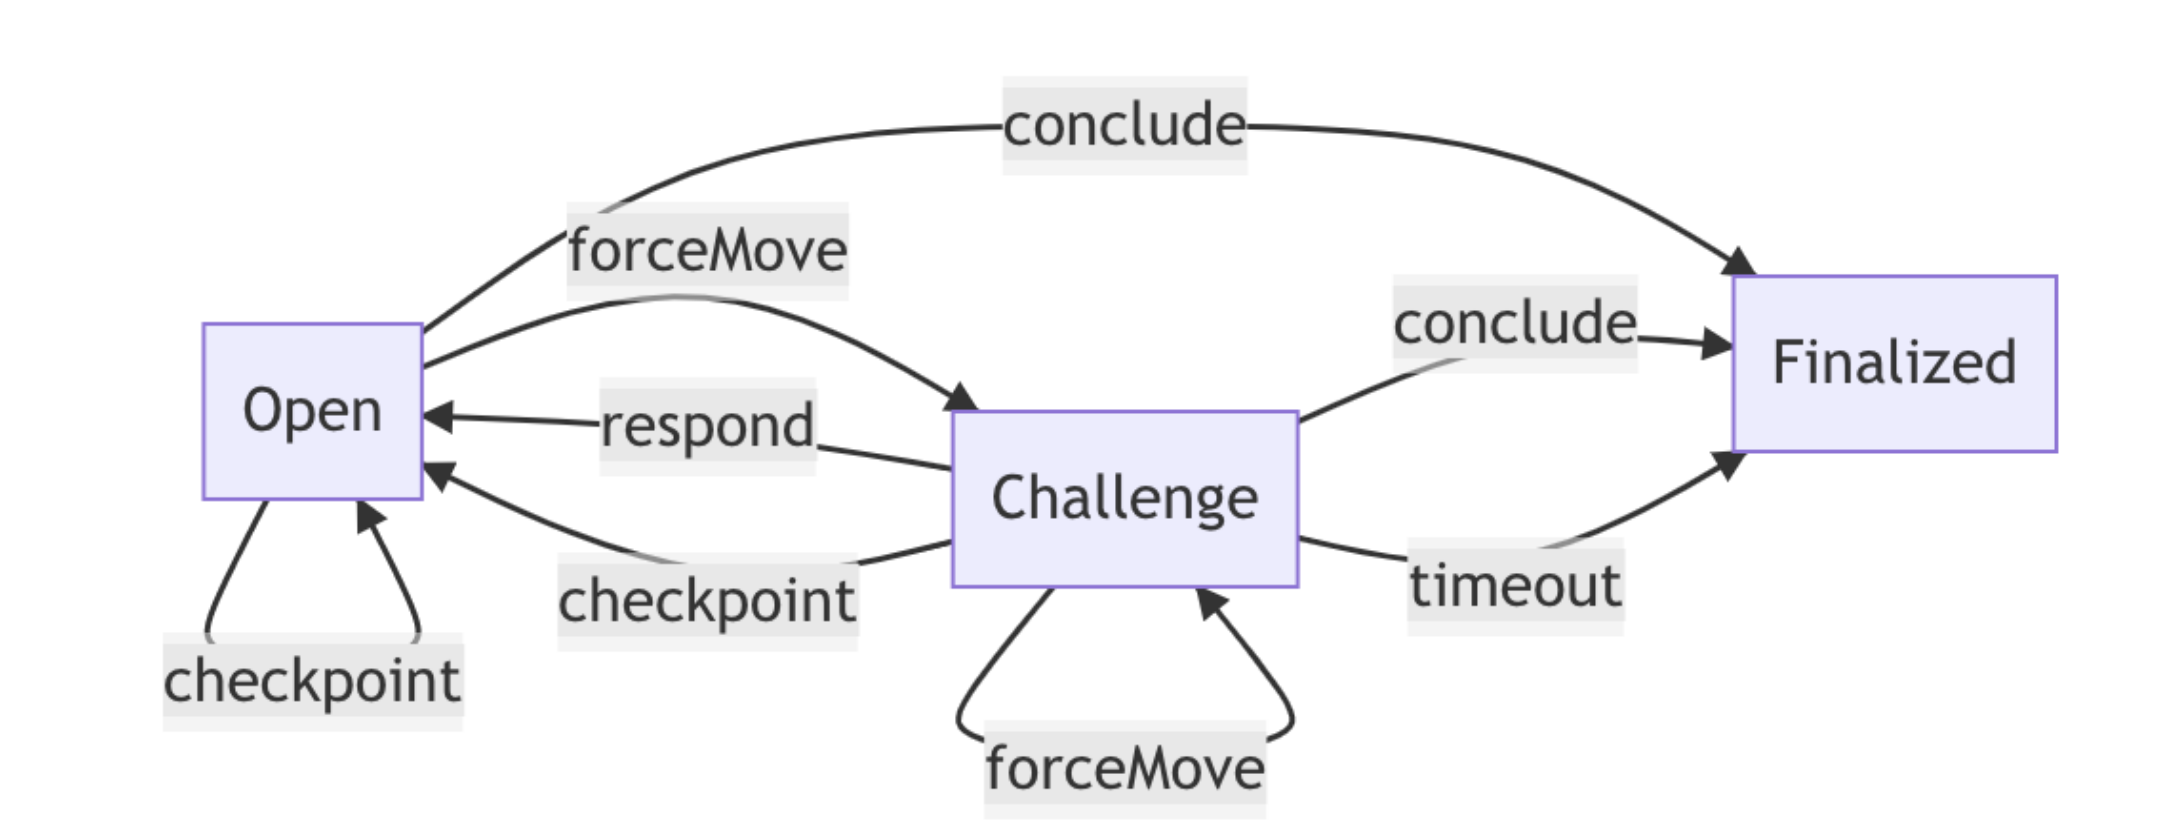 conclude
forceMove
conclude
Finalized
Open
respond
Challenge
checkpoint
timeout
checkpoint
forceMove